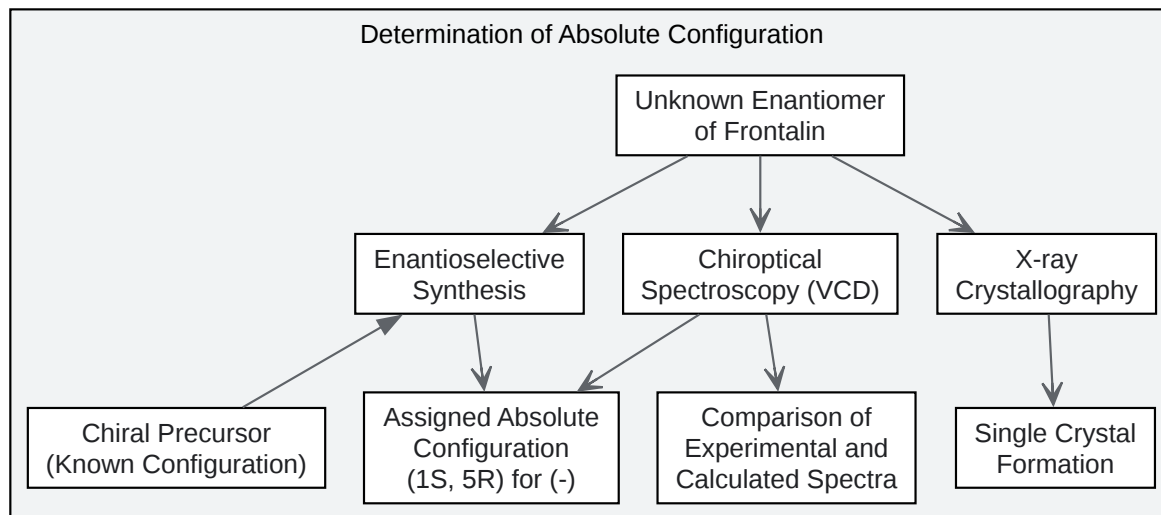 Determination of Absolute Configuration
Unknown Enantiomer
of Frontalin
Enantioselective
Synthesis
Chiroptical
Spectroscopy (VCD)
X-ray
Crystallography
Chiral Precursor
(Known Configuration)
Assigned Absolute
Configuration
(1S, 5R) for (-)
Comparison of
Experimental and
Calculated Spectra
Single Crystal
Formation